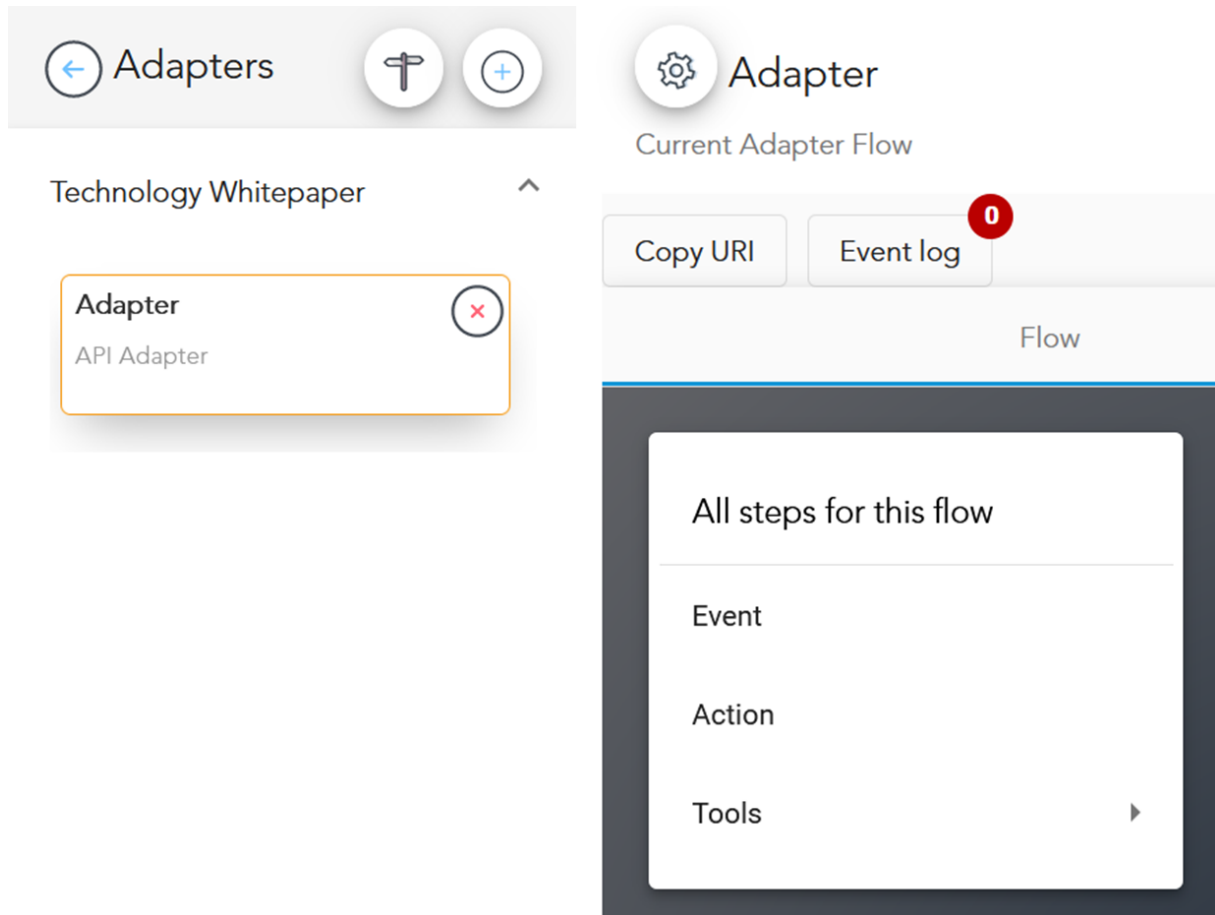 Adapters
Technology Whitepaper
Adapter
API Adapter
Adapter
Current Adapter Flow
Copy URI
Event log
0
Flow
All steps for this flow
Event
Action
Tools